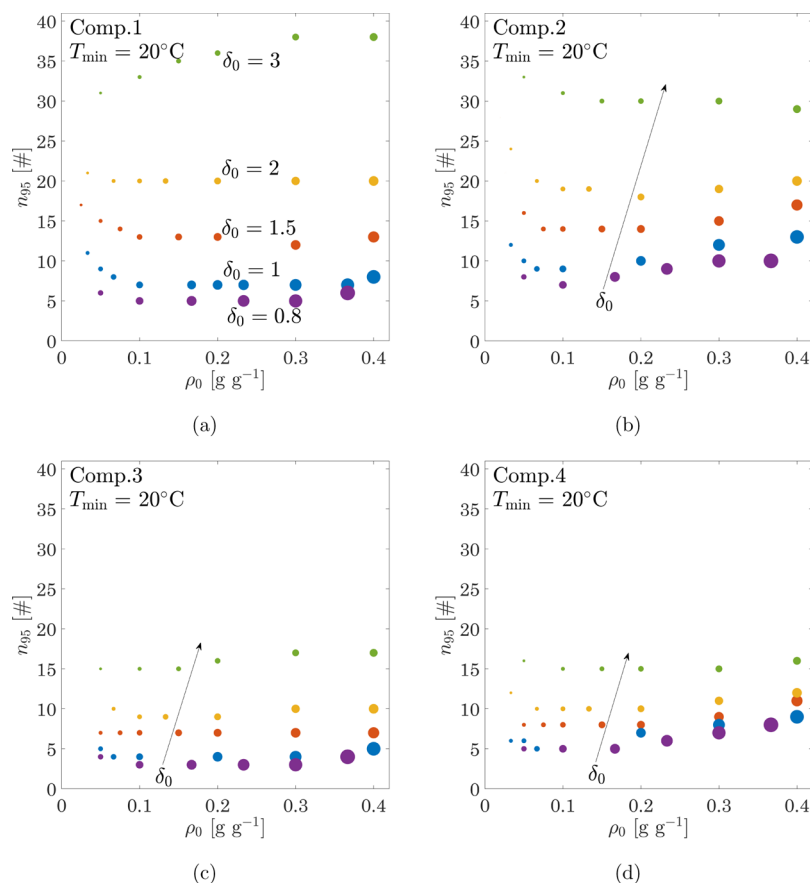 Comp.1
T_min = 20°C
δ₀ = 3
δ₀ = 2
δ₀ = 1.5
δ₀ = 1
δ₀ = 0.8
n₉₅ [#]
40
35
30
25
20
15
10
5
0
0 0.1 0.2 0.3 0.4
ρ₀ [g g⁻¹]
(a)
Comp.2
T_min = 20°C
δ₀
n₉₅ [#]
40
35
30
25
20
15
10
5
0
0 0.1 0.2 0.3 0.4
ρ₀ [g g⁻¹]
(b)
Comp.3
T_min = 20°C
δ₀
n₉₅ [#]
40
35
30
25
20
15
10
5
0
0 0.1 0.2 0.3 0.4
ρ₀ [g g⁻¹]
(c)
Comp.4
T_min = 20°C
δ₀
n₉₅ [#]
40
35
30
25
20
15
10
5
0
0 0.1 0.2 0.3 0.4
ρ₀ [g g⁻¹]
(d)